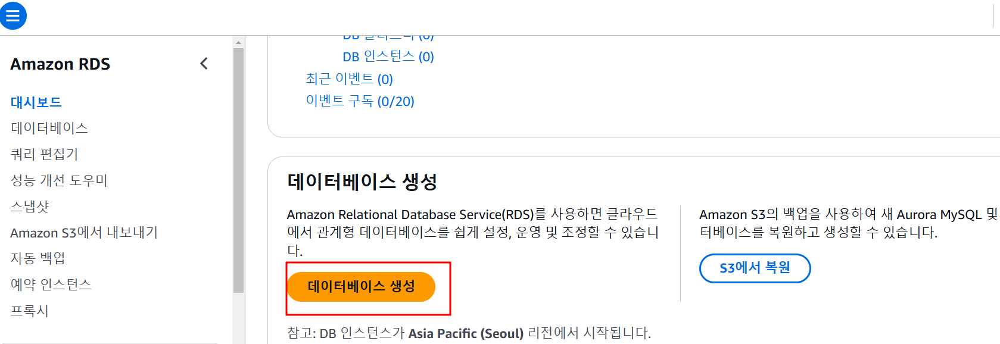 Amazon RDS
대시보드
데이터베이스
쿼리 편집기
성능 개선 도우미
스냅샷
Amazon S3에서 내보내기
자동 백업
예약 인스턴스
프록시
DB 클러스터 (0)
DB 인스턴스 (0)
최근 이벤트 (0)
이벤트 구독 (0/20)
데이터베이스 생성
Amazon Relational Database Service(RDS)를 사용하면 클라우드
에서 관계형 데이터베이스를 쉽게 설정, 운영 및 조정할 수 있습니
다.
데이터베이스 생성
참고: DB 인스턴스가 Asia Pacific (Seoul) 리전에서 시작됩니다.
Amazon S3의 백업을 사용하여 새 Aurora MySQL 및
터베이스를 복원하고 생성할 수 있습니다.
S3에서 복원